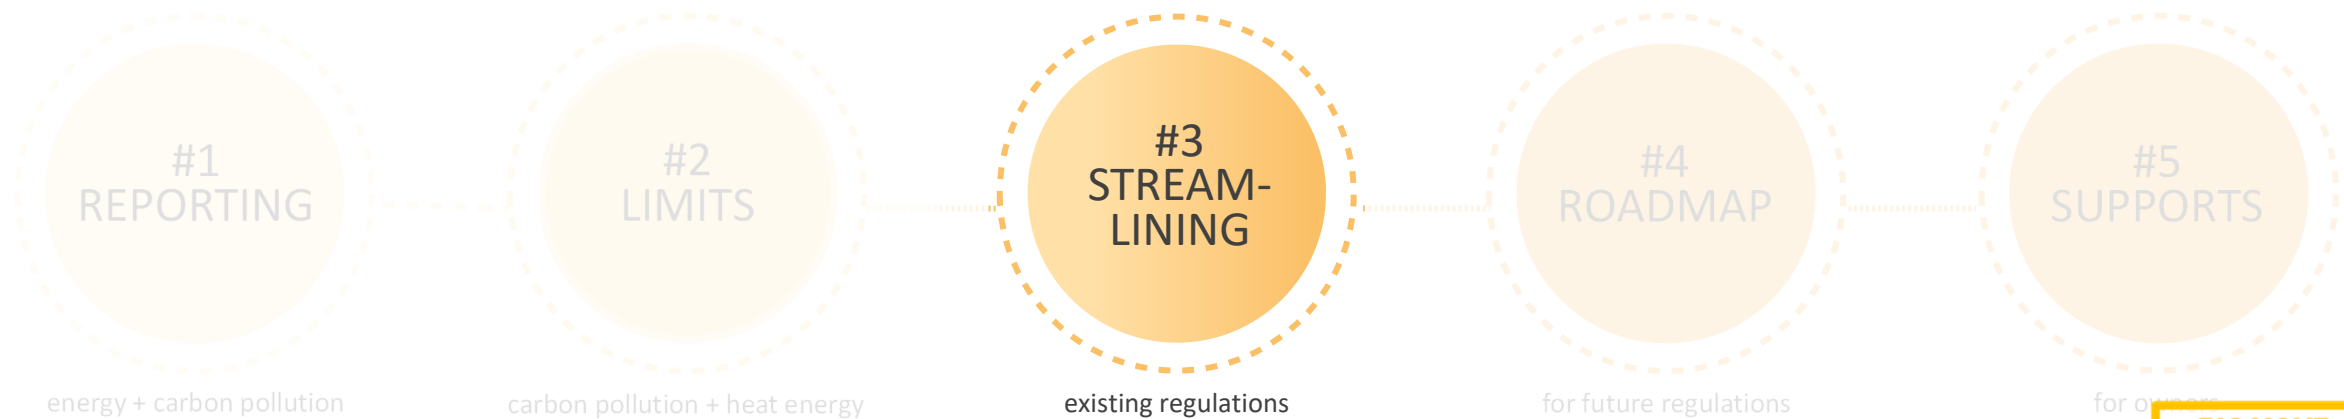 #1
REPORTING
energy + carbon pollution
#2
LIMITS
carbon pollution + heat energy
#3
STREAM-
LINING
existing regulations
#4
ROADMAP
for future regulations
#5
SUPPORTS
for owners